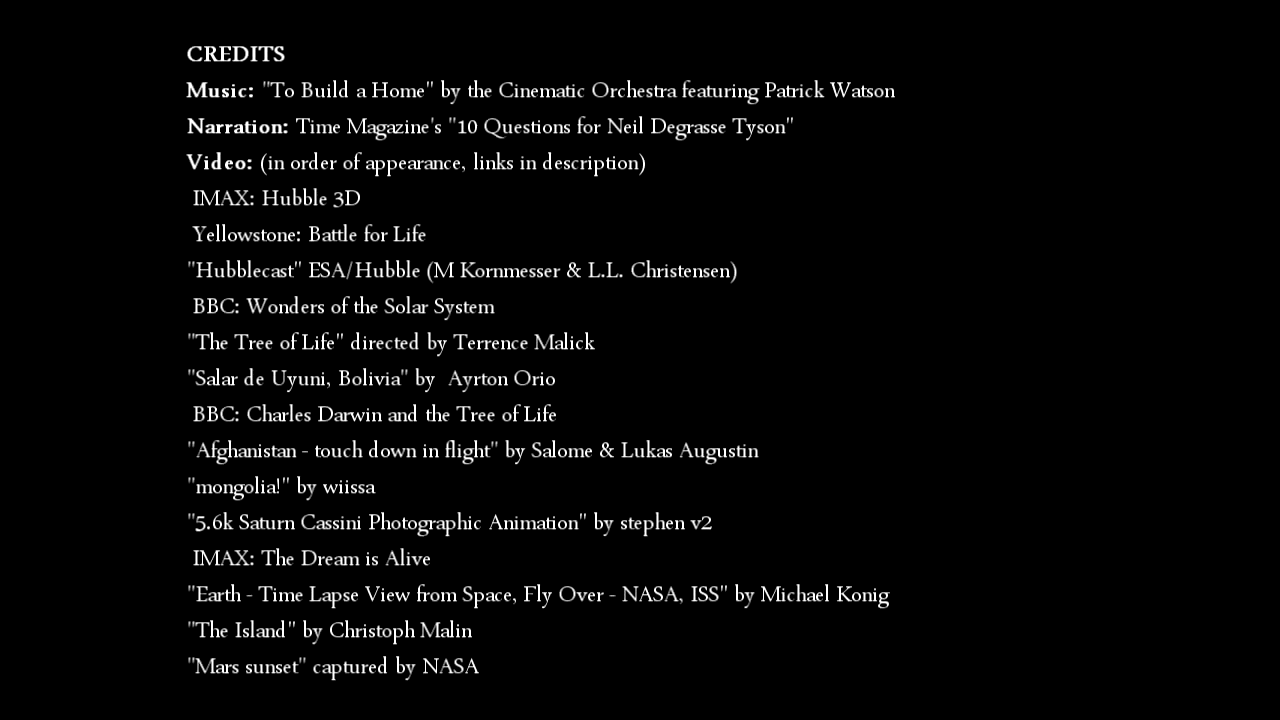 CREDITS
Music: "To Build a Home" by the Cinematic Orchestra featuring Patrick Watson
Narration: Time Magazine's "10 Questions for Neil Degrasse Tyson"
Video: (in order of appearance, links in description)
IMAX: Hubble 3D
Yellowstone: Battle for Life
"Hubblecast" ESA/Hubble (M Kornmesser & L.L. Christensen)
BBC: Wonders of the Solar System
"The Tree of Life" directed by Terrence Malick
"Salar de Uyuni, Bolivia" by  Ayrton Orio
BBC: Charles Darwin and the Tree of Life
"Afghanistan - touch down in flight" by Salome & Lukas Augustin
"mongolia!" by wiissa
"5.6k Saturn Cassini Photographic Animation" by stephen v2
IMAX: The Dream is Alive
"Earth - Time Lapse View from Space, Fly Over - NASA, ISS" by Michael Konig
"The Island" by Christoph Malin
"Mars sunset" captured by NASA